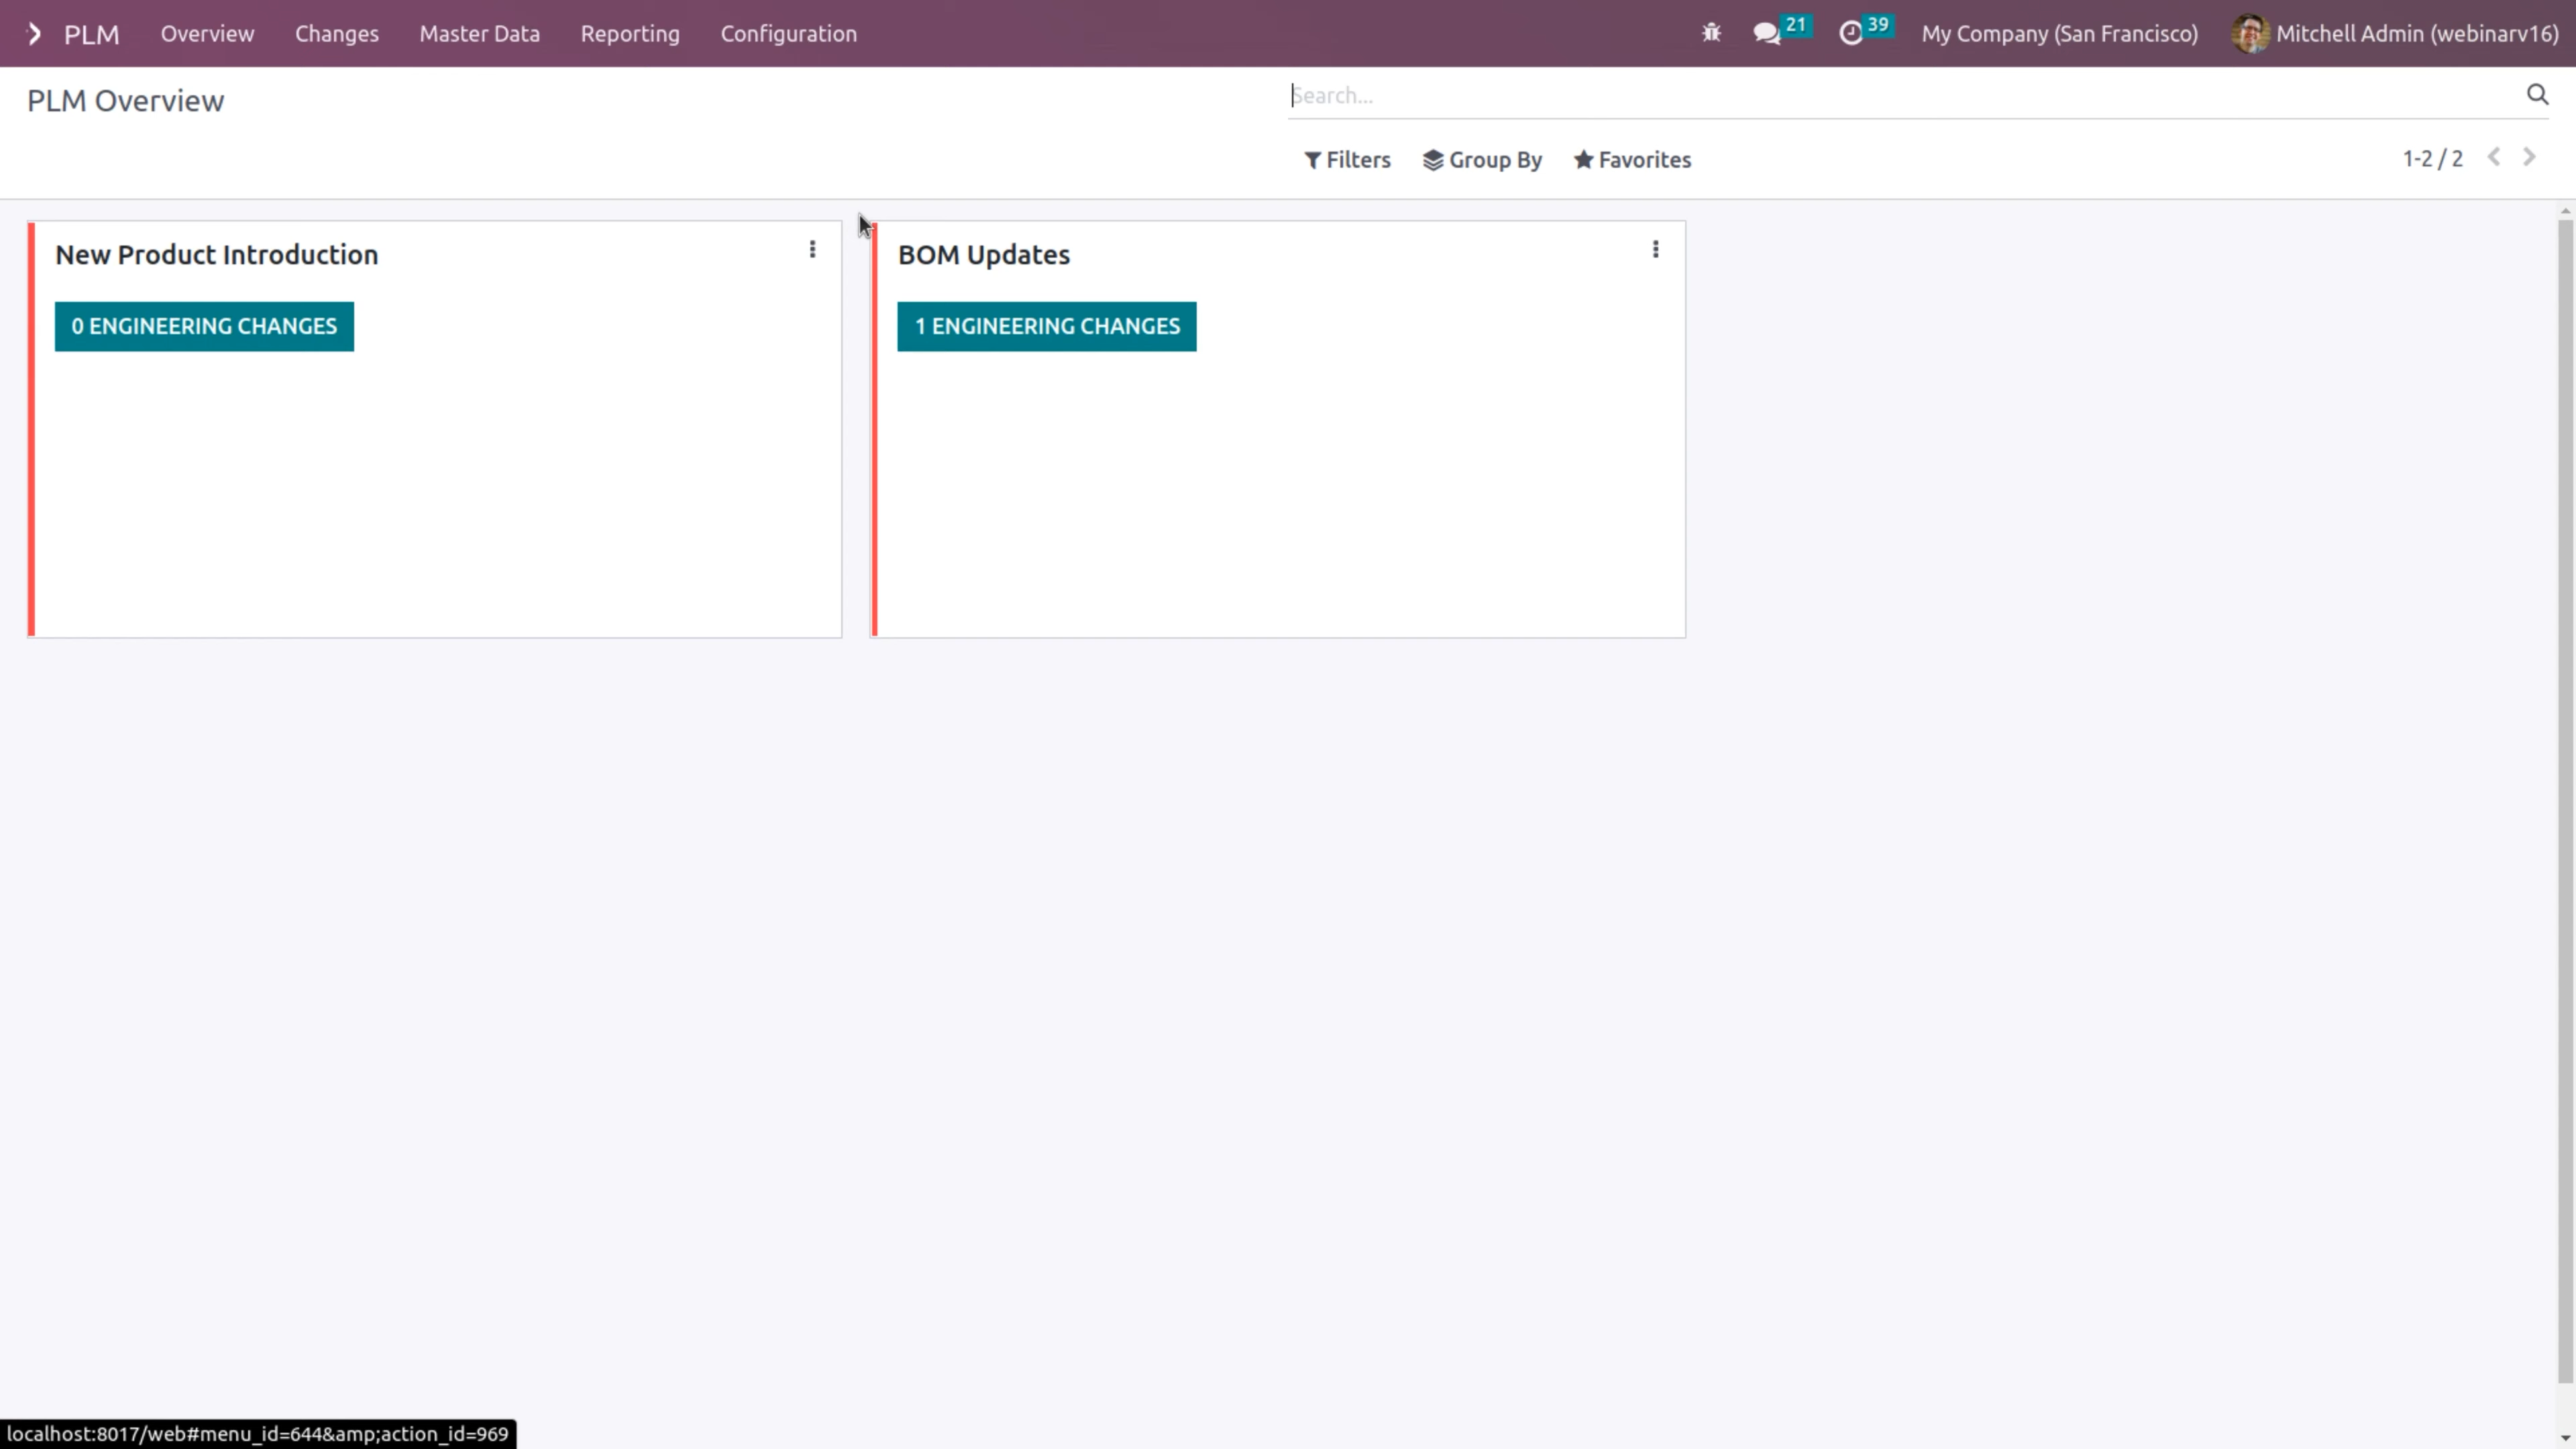 PLM Overview Changes Master Data Reporting Configuration 21 39 My Company (San Francisco) Mitchell Admin (webinarv16)
PLM Overview
Search...
Filters Group By Favorites 1-2 / 2
New Product Introduction
0 ENGINEERING CHANGES
BOM Updates
1 ENGINEERING CHANGES
localhost:8017/web#menu_id=644&amp;action_id=969